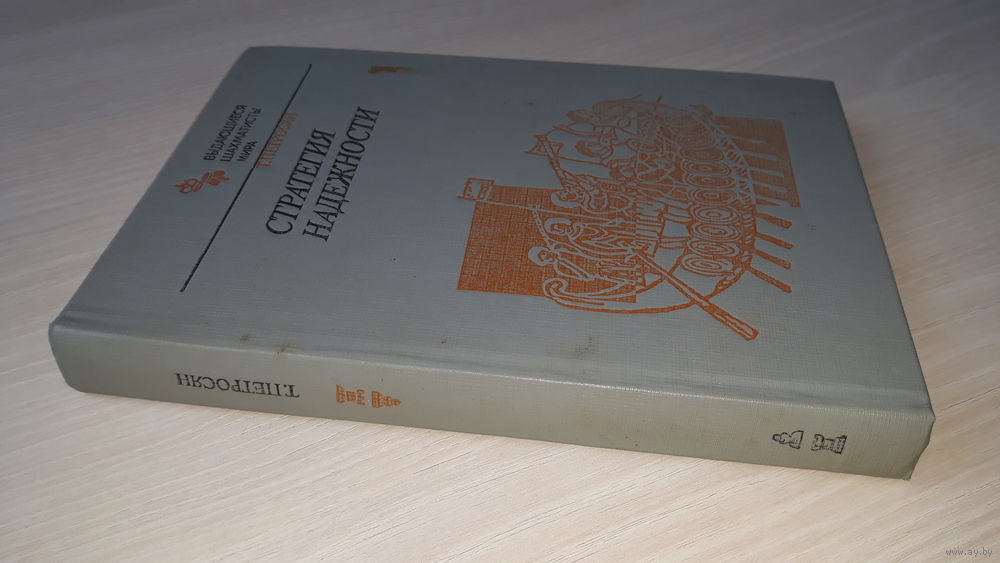 ВЫДАЮЩИЕСЯ
ШАХМАТИСТЫ
МИРА
Т.ПЕТРОСЯН
СТРАТЕГИЯ
НАДЕЖНОСТИ
Т.ПЕТРОСЯН
www.ay.by